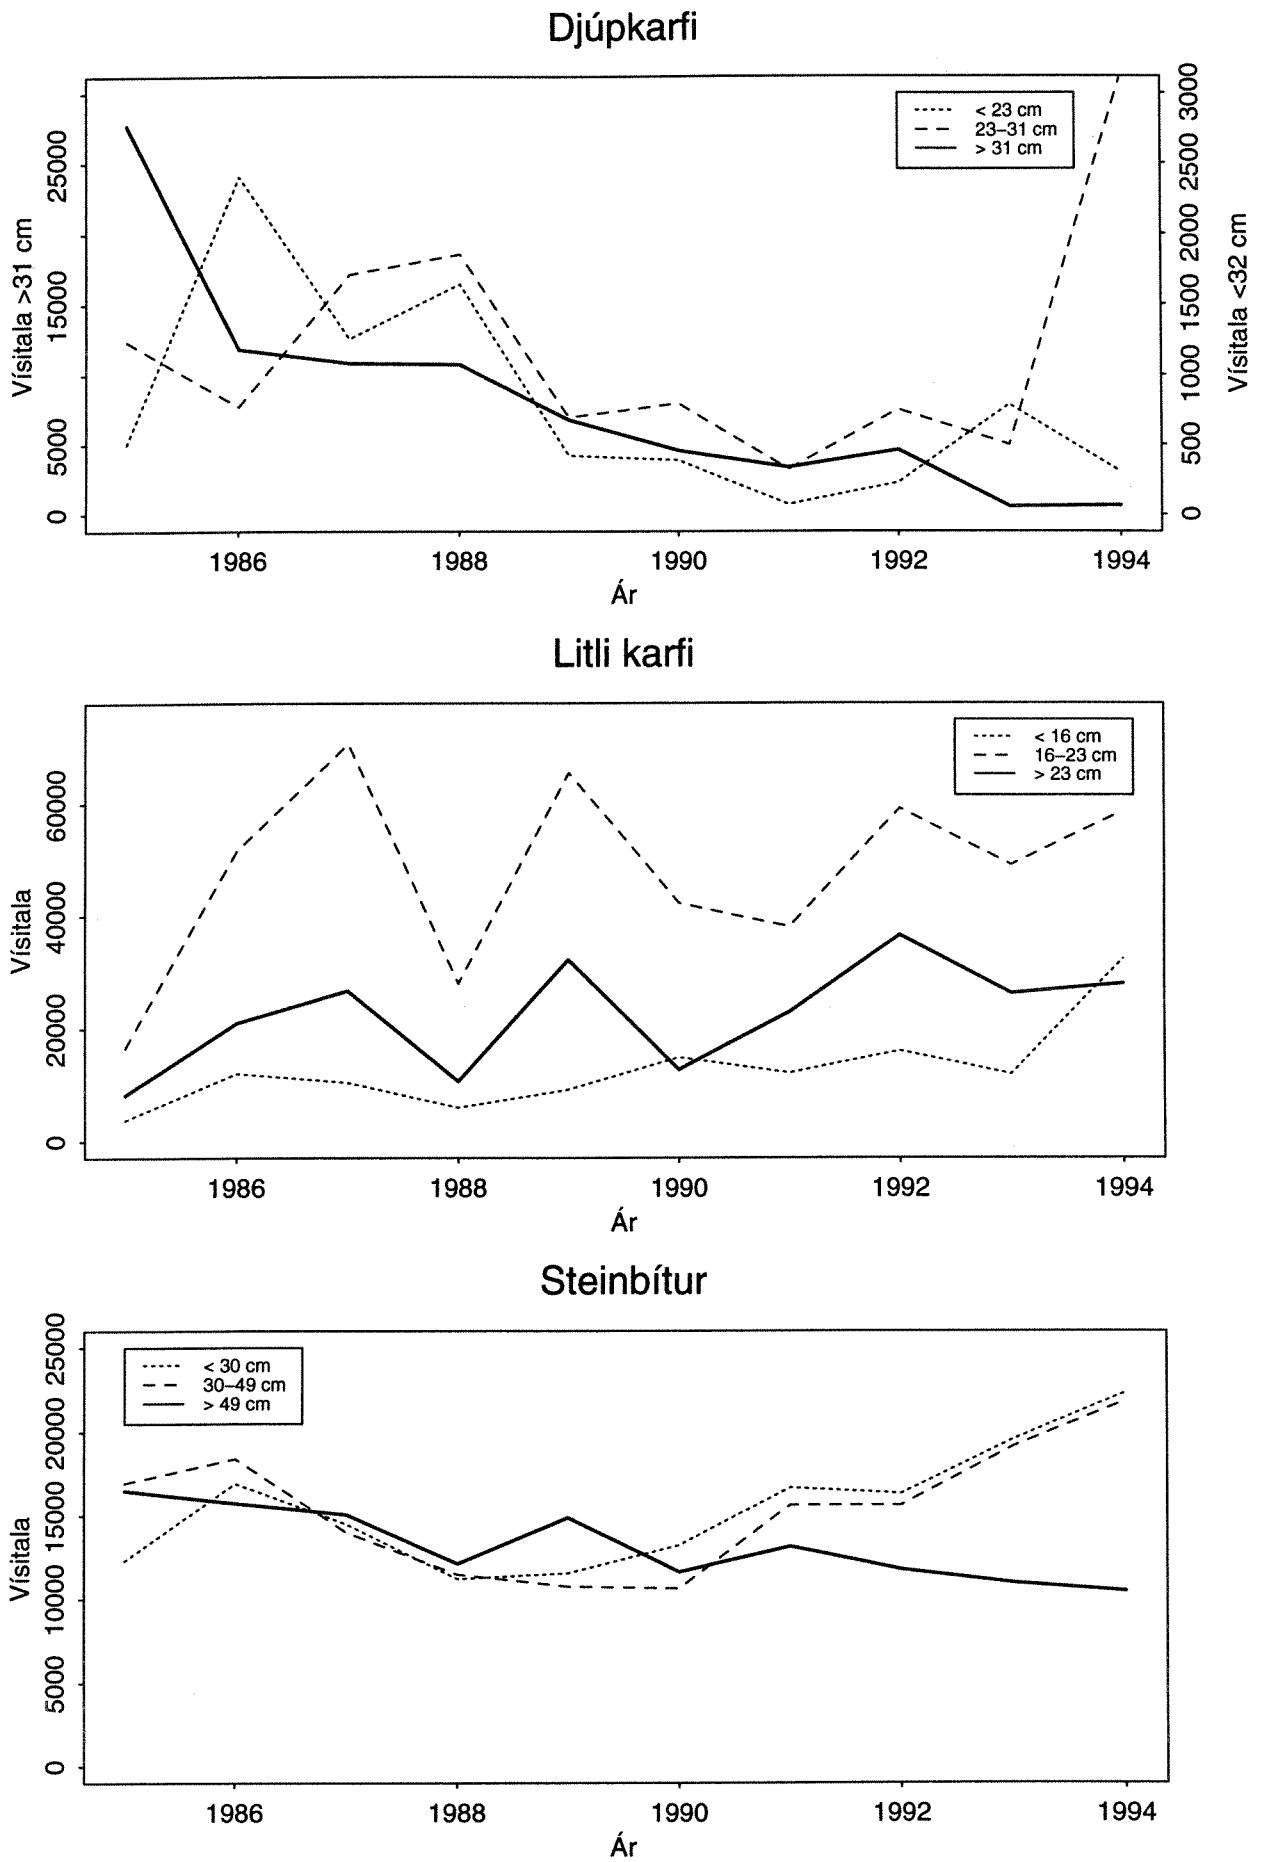 Djúpkarfi
< 23 cm
23–31 cm
> 31 cm
Vísitala >31 cm
0 5000 15000 25000
Vísitala <32 cm
0 500 1000 1500 2000 2500 3000
1986 1988 1990 1992 1994
Ár
Litli karfi
< 16 cm
16–23 cm
> 23 cm
Vísitala
0 20000 40000 60000
1986 1988 1990 1992 1994
Ár
Steinbítur
< 30 cm
30–49 cm
> 49 cm
Vísitala
0 5000 10000 15000 20000 25000
1986 1988 1990 1992 1994
Ár